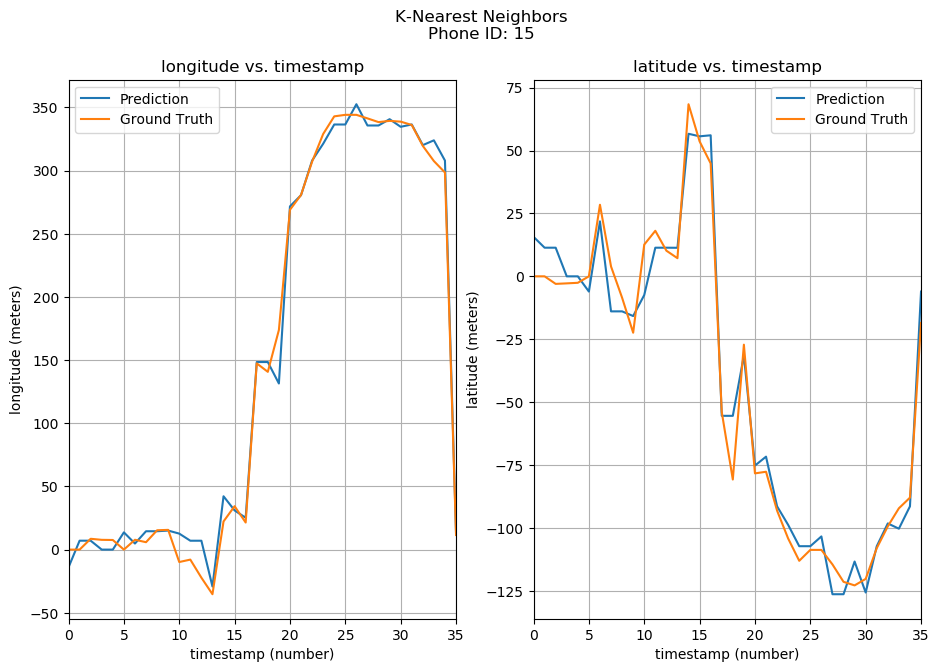 K-Nearest Neighbors
Phone ID: 15
longitude vs. timestamp
Prediction
Ground Truth
longitude (meters)
350
300
250
200
150
100
50
0
−50
0 5 10 15 20 25 30 35
timestamp (number)
latitude vs. timestamp
Prediction
Ground Truth
latitude (meters)
75
50
25
0
−25
−50
−75
−100
−125
0 5 10 15 20 25 30 35
timestamp (number)